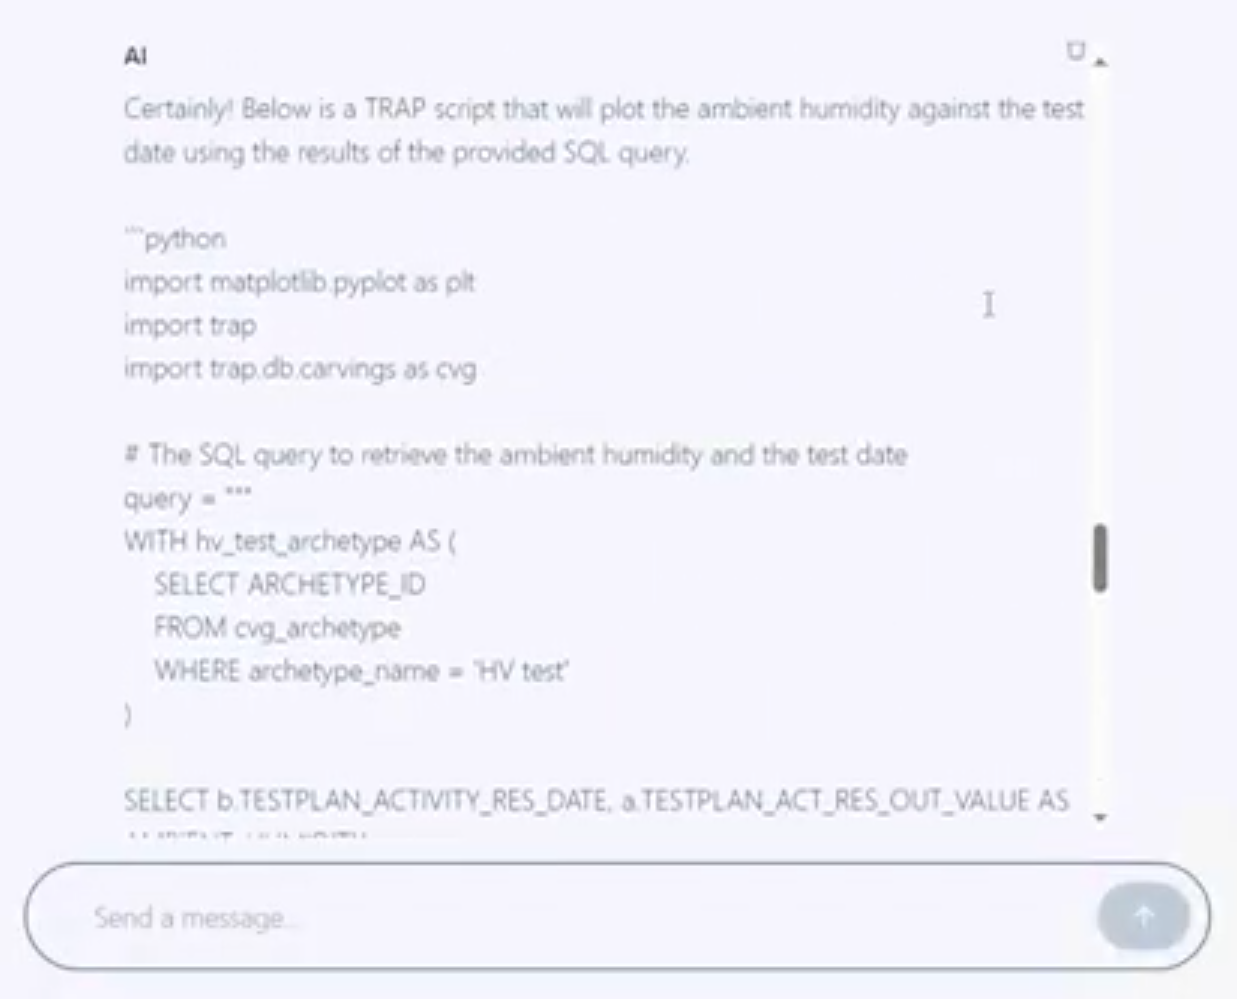 AI
Certainly! Below is a TRAP script that will plot the ambient humidity against the test
date using the results of the provided SQL query.
```python
import matplotlib.pyplot as plt
import trap
import trap.db.carvings as cvg
# The SQL query to retrieve the ambient humidity and the test date
query = """
WITH hv_test_archetype AS (
SELECT ARCHETYPE_ID
FROM cvg_archetype
WHERE archetype_name = 'HV test'
)
SELECT b.TESTPLAN_ACTIVITY_RES_DATE, a.TESTPLAN_ACT_RES_OUT_VALUE AS
AMBIENT_HUMIDITY
Send a message...